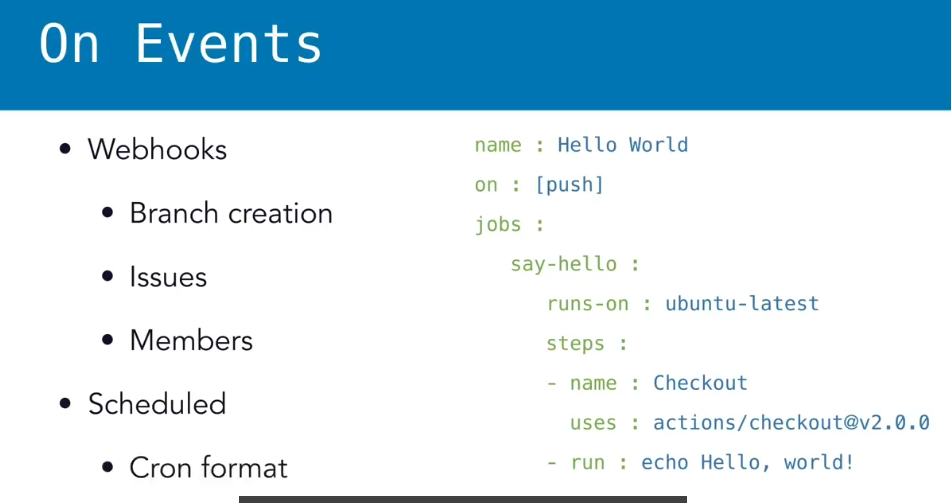 On Events
• Webhooks
• Branch creation
• Issues
• Members
• Scheduled
• Cron format
name : Hello World
on : [push]
jobs :
say-hello :
runs-on : ubuntu-latest
steps :
- name : Checkout
uses : actions/checkout@v2.0.0
- run : echo Hello, world!